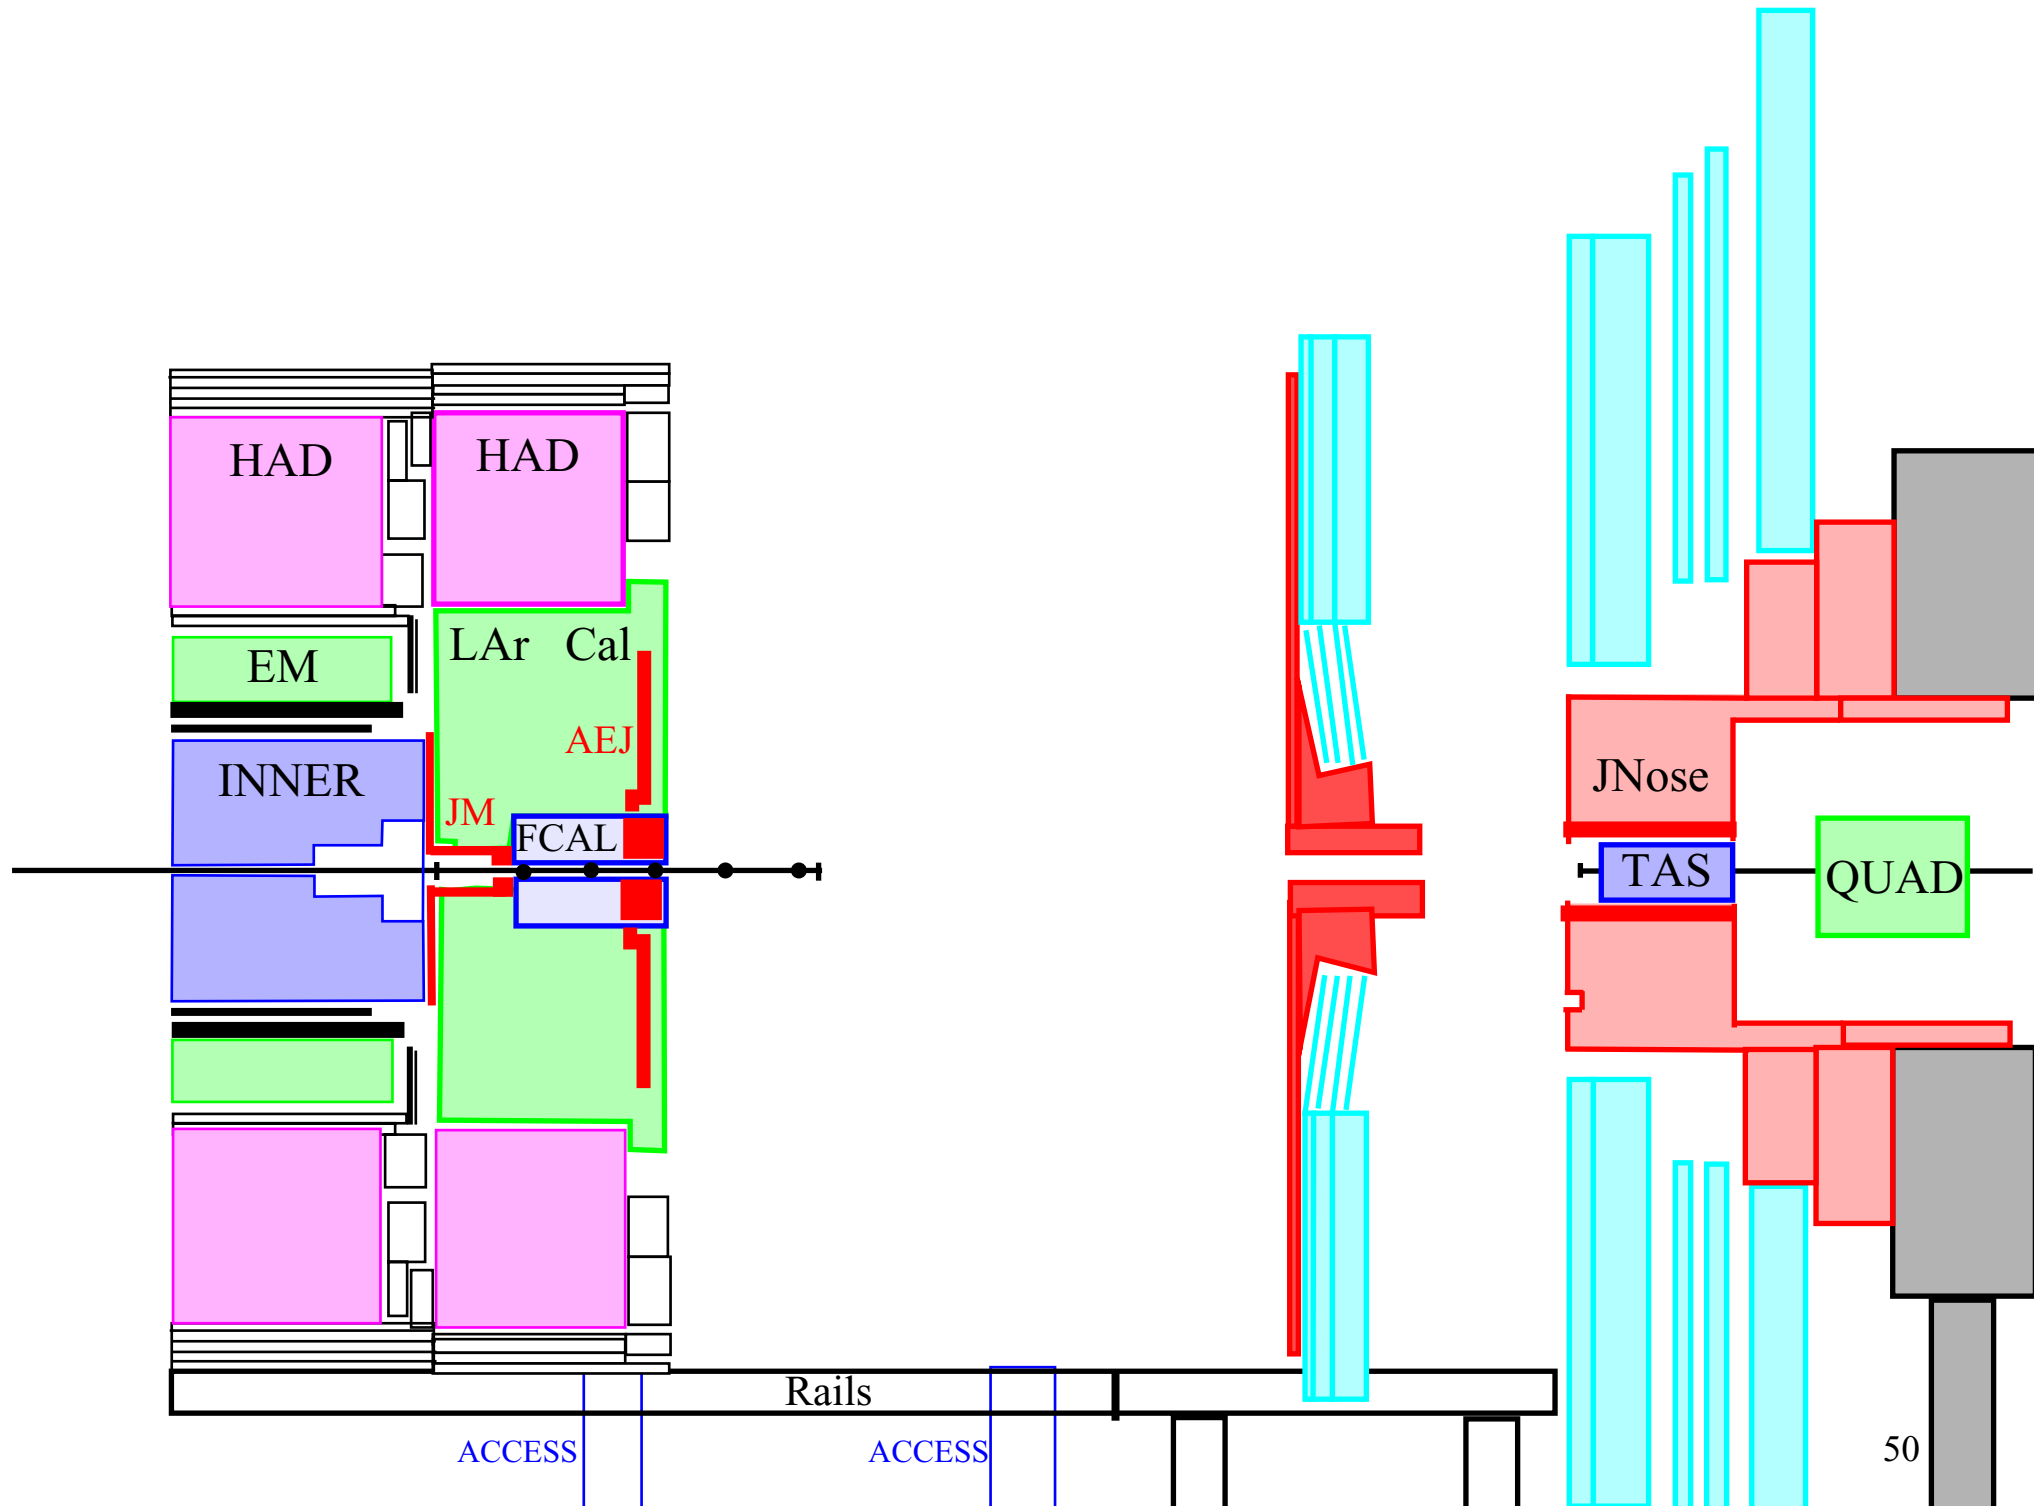 HAD HAD
LAr Cal
EM
AEJ
INNER
JNose
JM
FCAL
TAS
QUAD
Rails
ACCESS
ACCESS
50